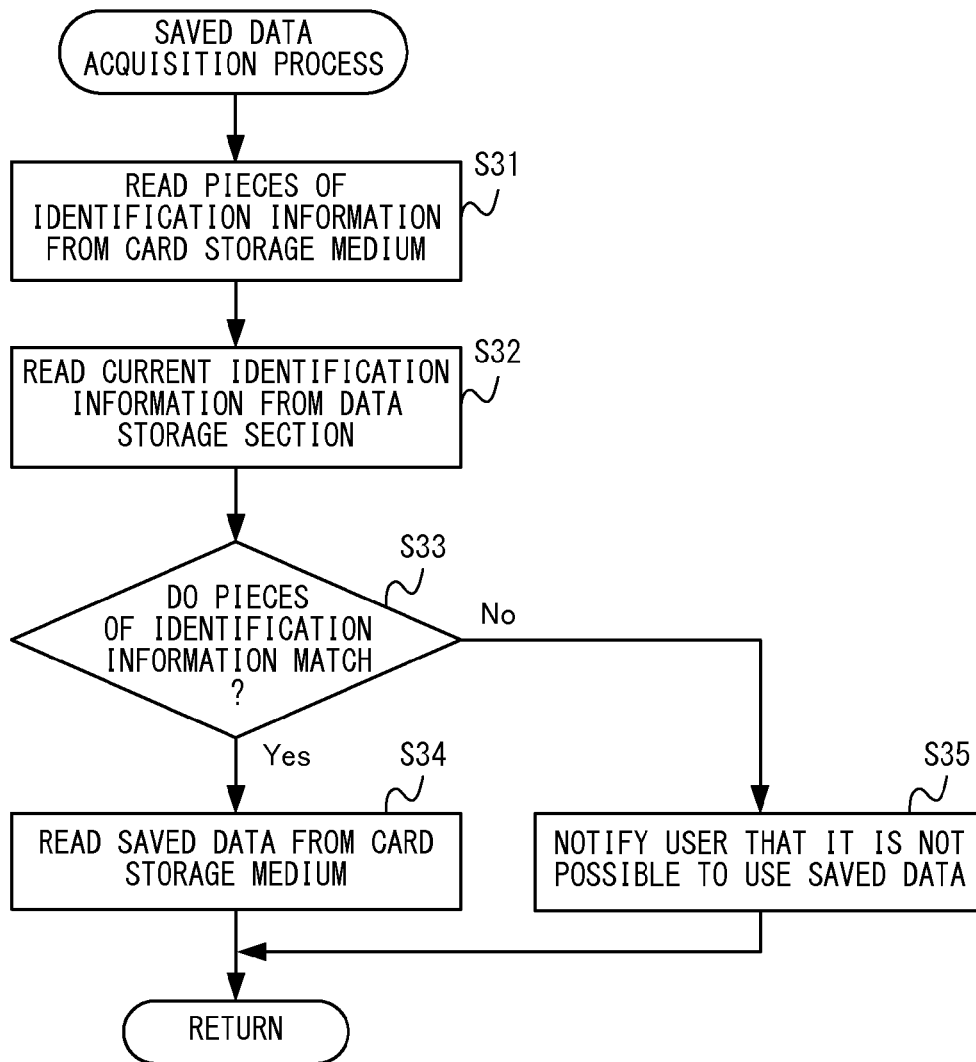 SAVED DATA
ACQUISITION PROCESS
S31
READ PIECES OF
IDENTIFICATION INFORMATION
FROM CARD STORAGE MEDIUM
S32
READ CURRENT IDENTIFICATION
INFORMATION FROM DATA
STORAGE SECTION
S33
DO PIECES
OF IDENTIFICATION
INFORMATION MATCH
?
No
Yes
S34
READ SAVED DATA FROM CARD
STORAGE MEDIUM
S35
NOTIFY USER THAT IT IS NOT
POSSIBLE TO USE SAVED DATA
RETURN